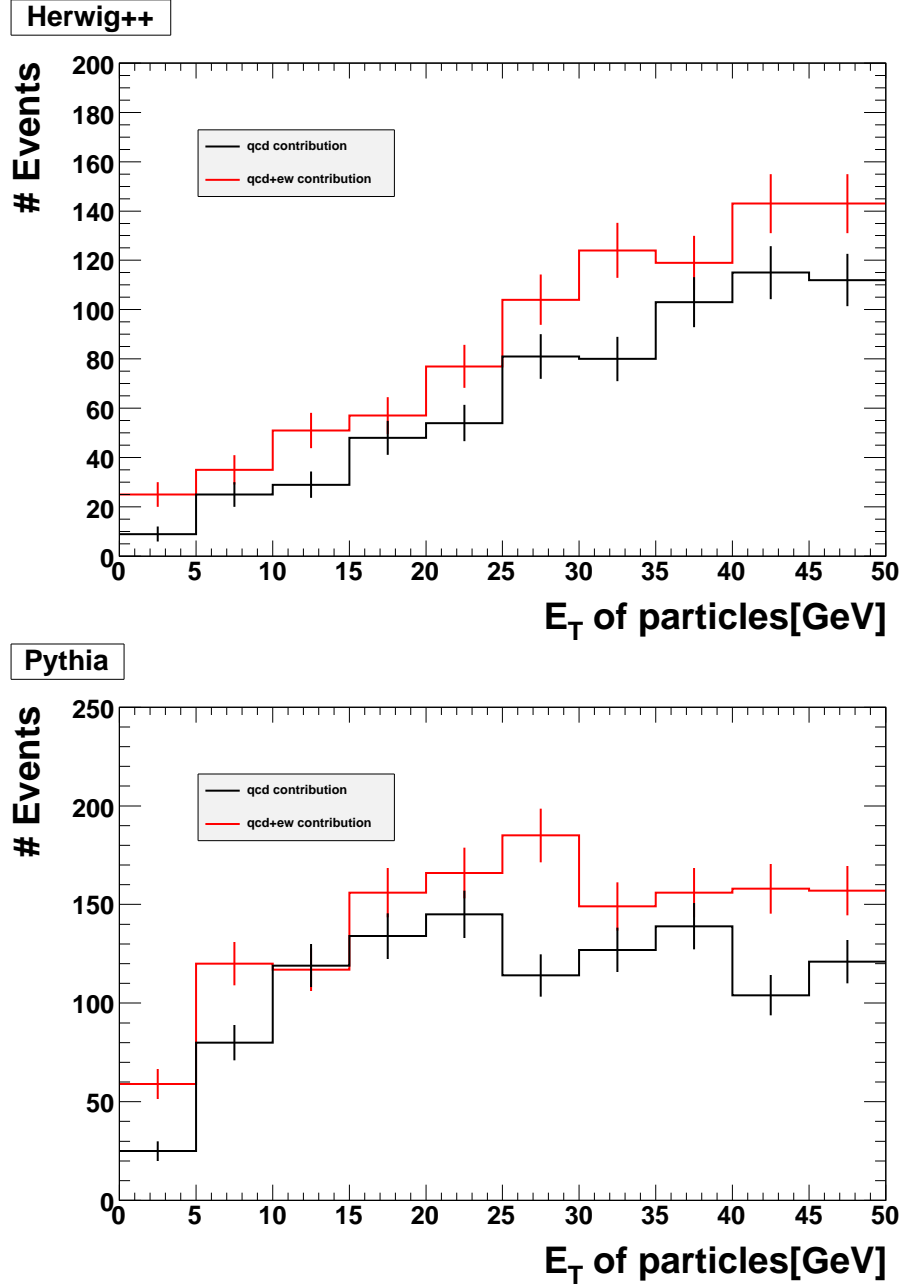 Herwig++
# Events
200
180
160
140
120
100
80
60
40
20
0
qcd contribution
qcd+ew contribution
0 5 10 15 20 25 30 35 40 45 50
E_T of particles[GeV]
Pythia
# Events
250
200
150
100
50
0
qcd contribution
qcd+ew contribution
0 5 10 15 20 25 30 35 40 45 50
E_T of particles[GeV]